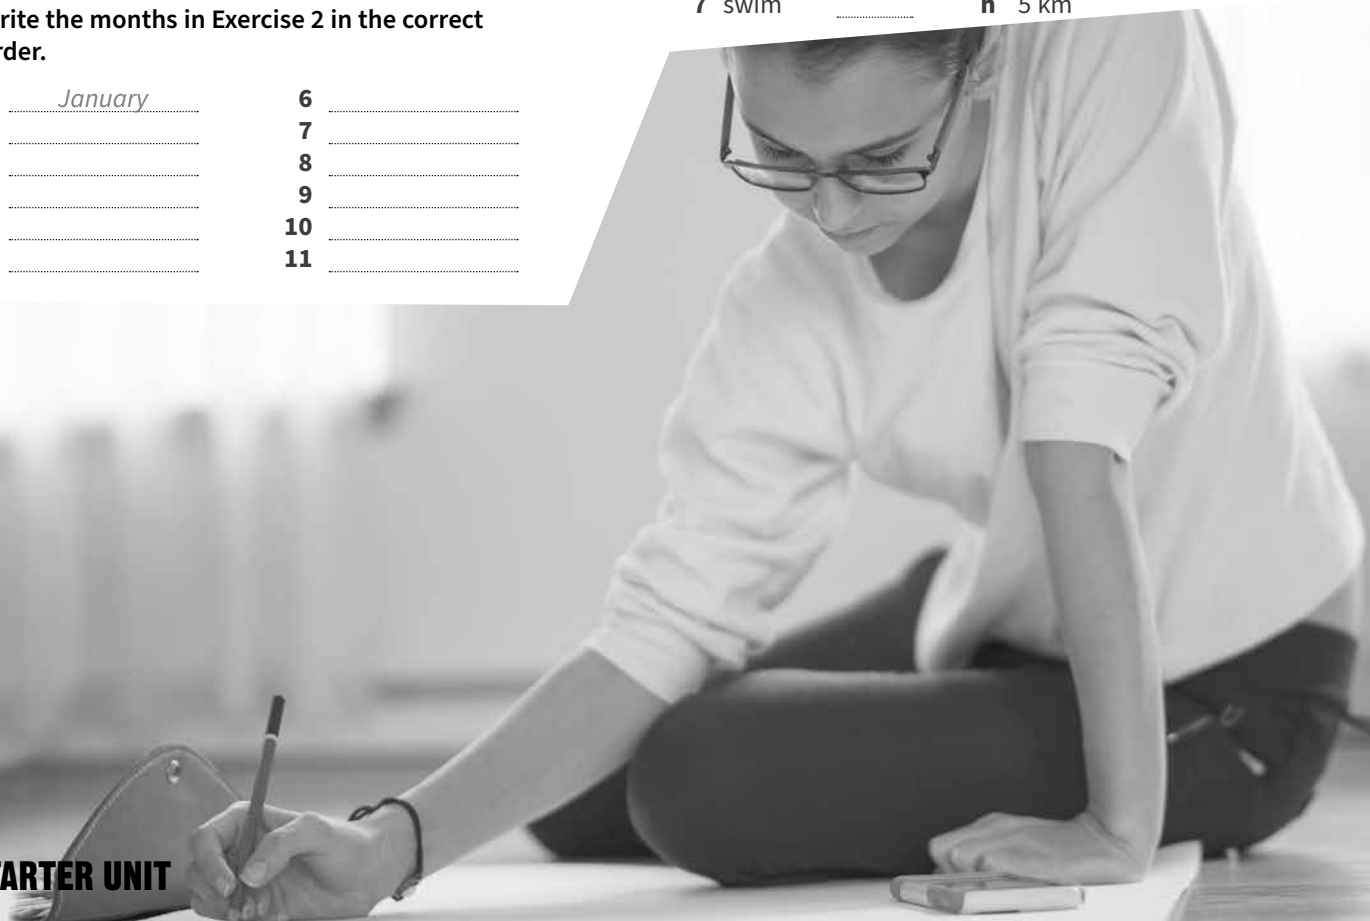 rite the months in Exercise 2 in the correct
rder.
January
6
7
8
9
10
11
7 swim
h 5 km
TARTER UNIT